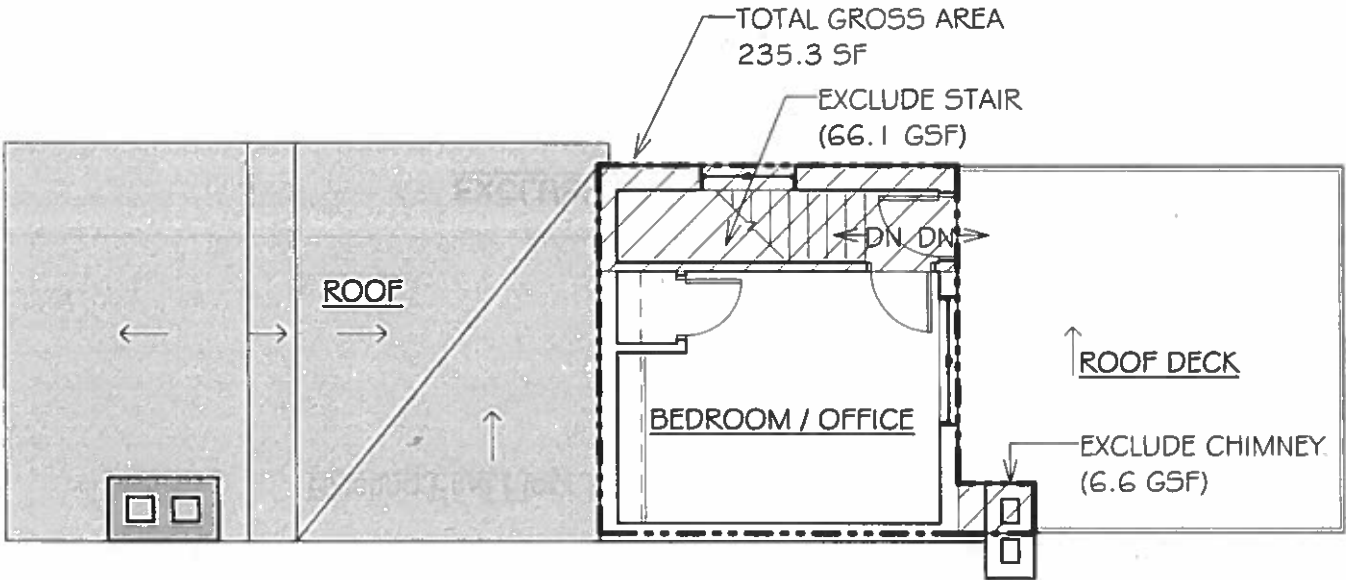 TOTAL GROSS AREA
235.3 SF
EXCLUDE STAIR
(66.1 GSF)
DN DN
ROOF
ROOF DECK
BEDROOM / OFFICE
EXCLUDE CHIMNEY
(6.6 GSF)